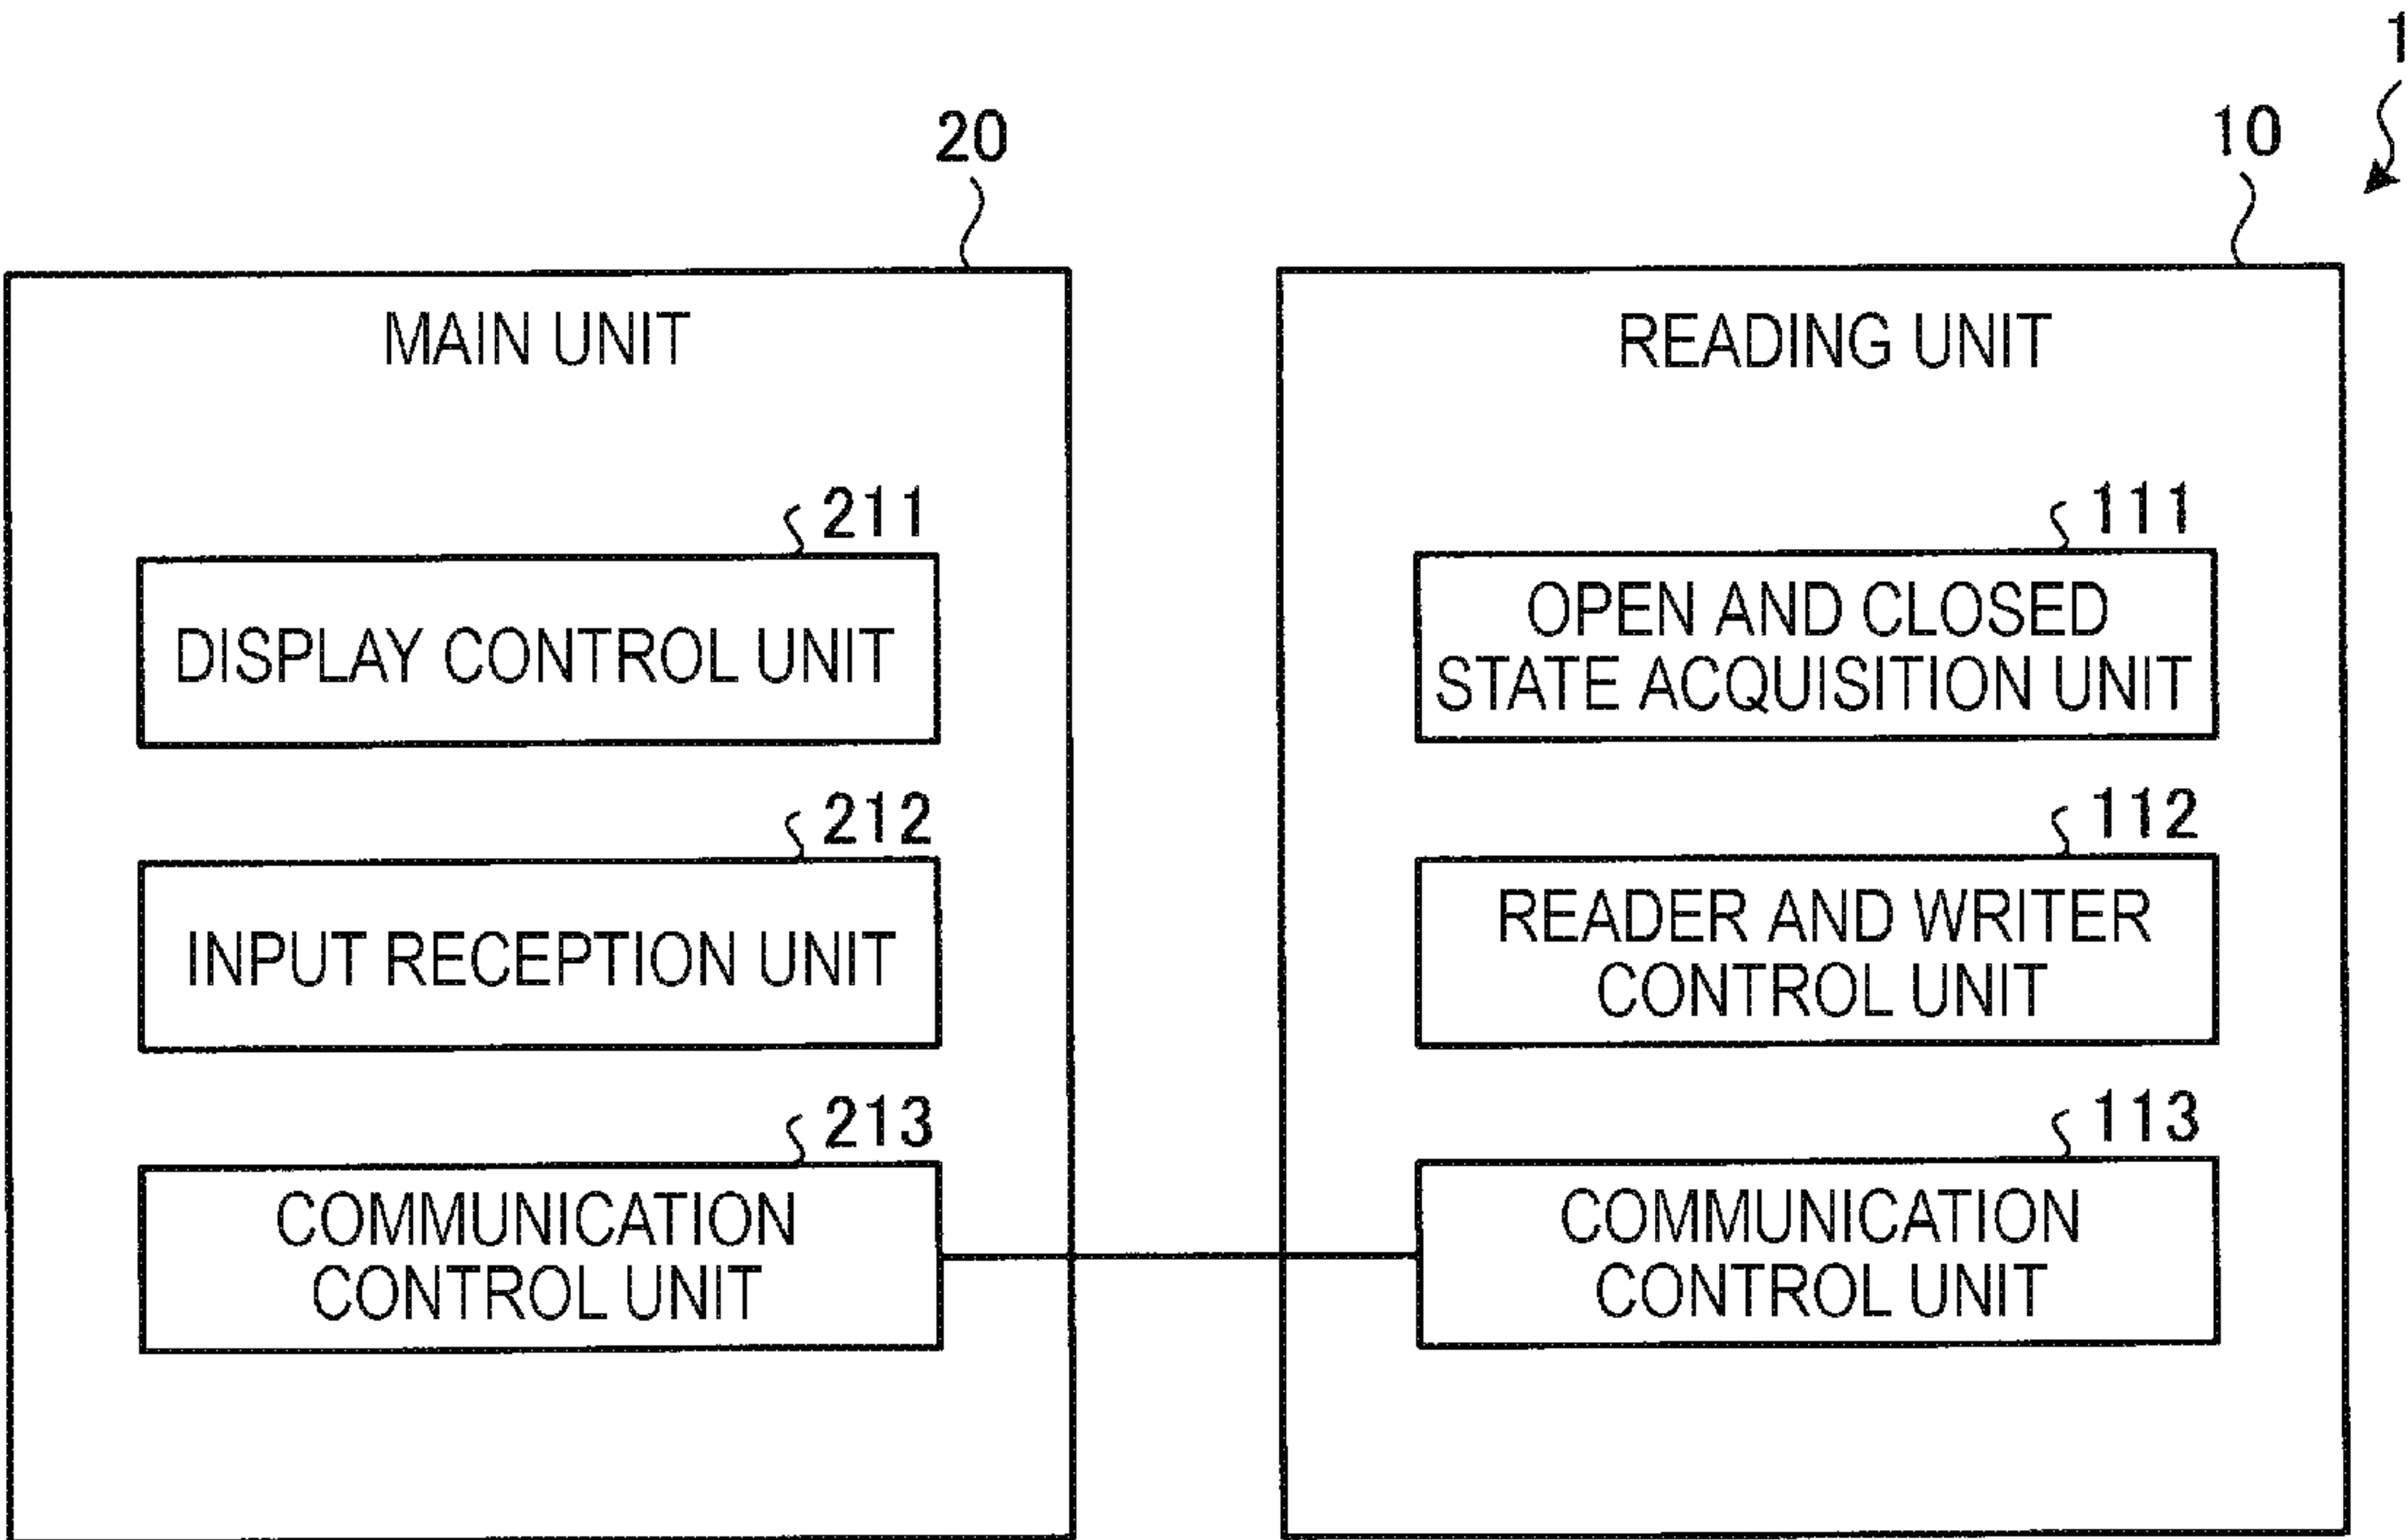 1
20
10
MAIN UNIT
READING UNIT
211
DISPLAY CONTROL UNIT
212
INPUT RECEPTION UNIT
213
COMMUNICATION
CONTROL UNIT
111
OPEN AND CLOSED
STATE ACQUISITION UNIT
112
READER AND WRITER
CONTROL UNIT
113
COMMUNICATION
CONTROL UNIT